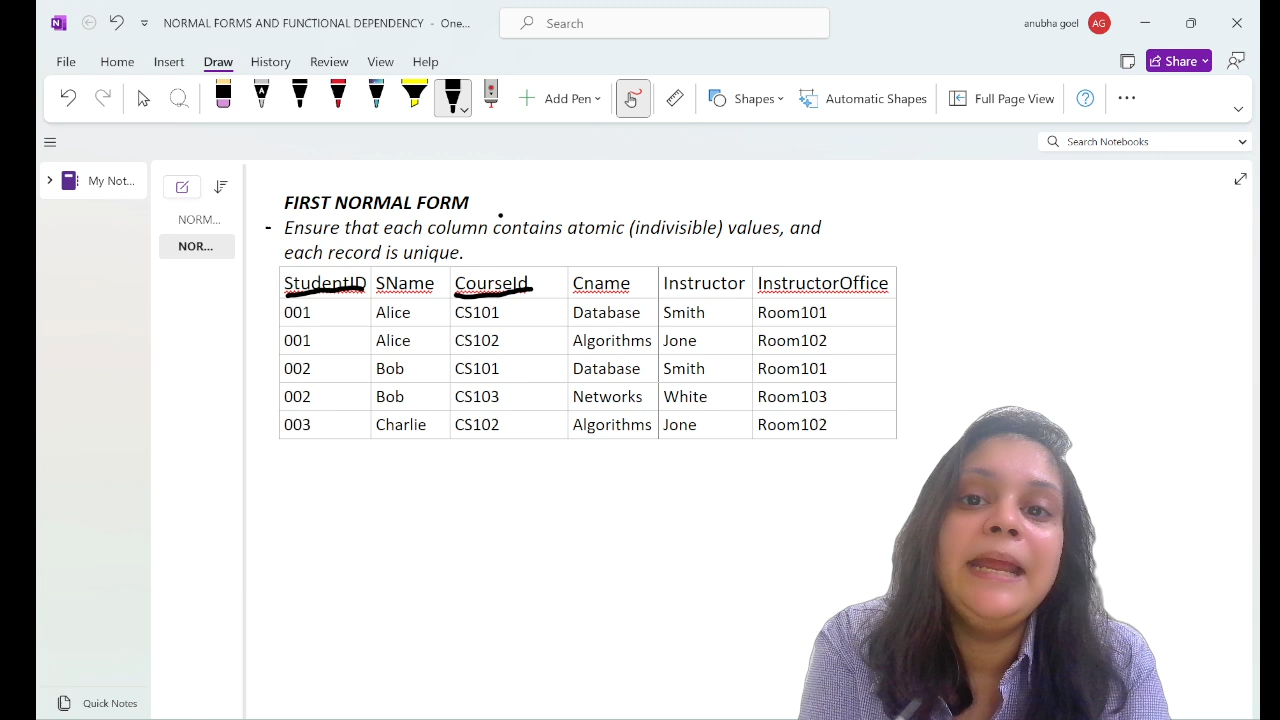 NORMAL FORMS AND FUNCTIONAL DEPENDENCY - One...
Search
anubha goel
AG
File Home Insert Draw History Review View Help
Share
A
Add Pen
Shapes
Automatic Shapes
Full Page View
Search Notebooks
My Not...
NORM...
NOR...
FIRST NORMAL FORM
- Ensure that each column contains atomic (indivisible) values, and
each record is unique.
StudentID SName CourseId Cname Instructor InstructorOffice
001 Alice CS101 Database Smith Room101
001 Alice CS102 Algorithms Jone Room102
002 Bob CS101 Database Smith Room101
002 Bob CS103 Networks White Room103
003 Charlie CS102 Algorithms Jone Room102
Quick Notes